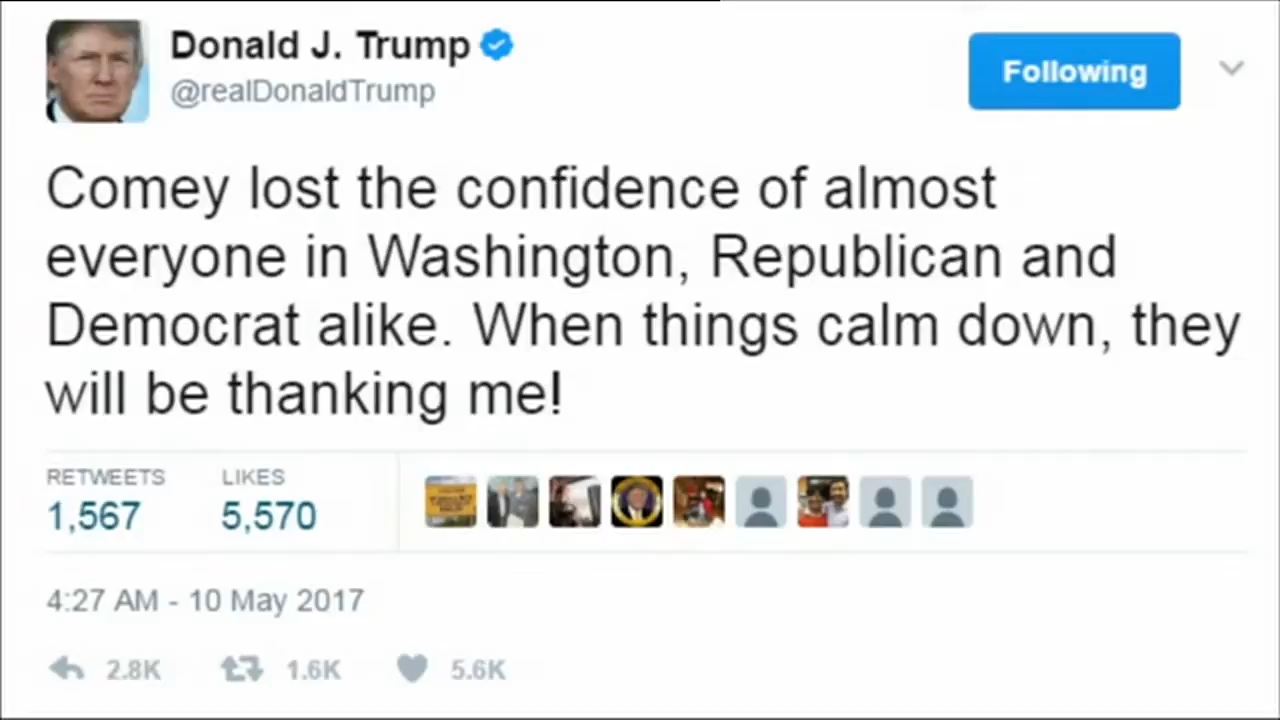 Donald J. Trump
@realDonaldTrump
Following
Comey lost the confidence of almost
everyone in Washington, Republican and
Democrat alike. When things calm down, they
will be thanking me!
RETWEETS LIKES
1,567 5,570
4:27 AM - 10 May 2017
2.8K 1.6K 5.6K